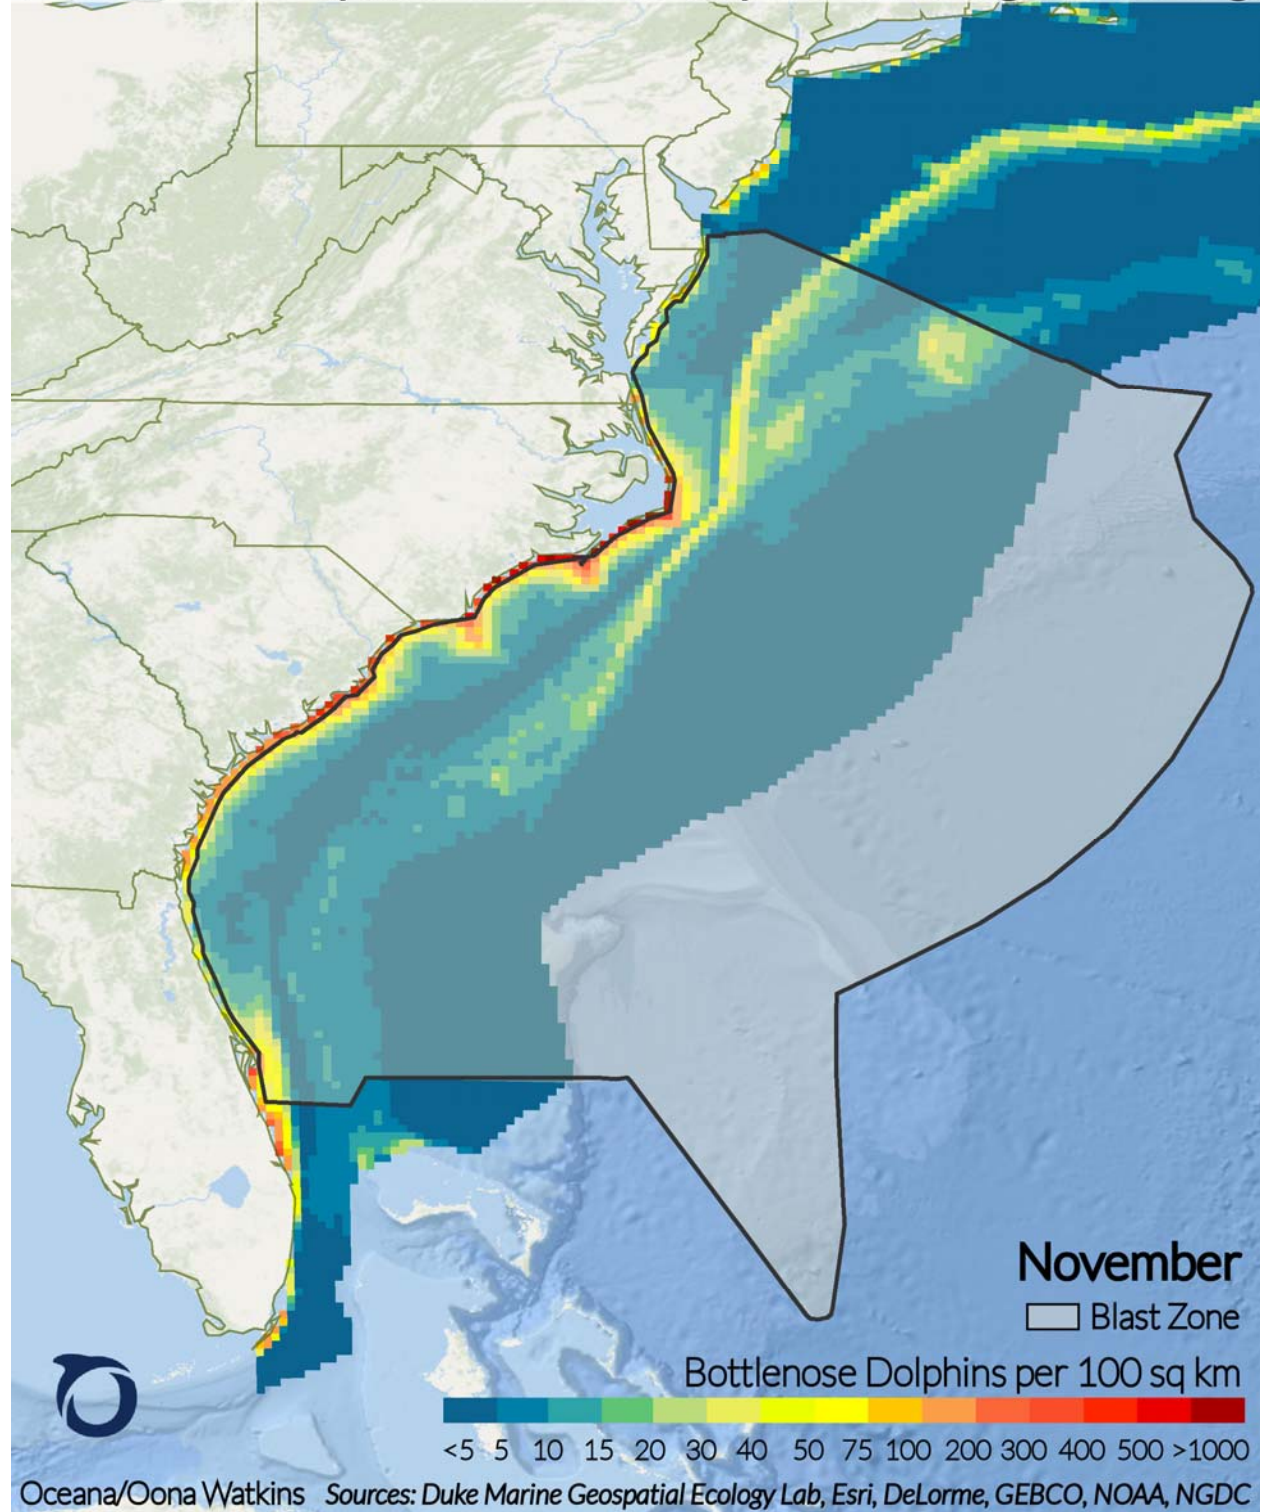 November
Blast Zone
Bottlenose Dolphins per 100 sq km
<5 5 10 15 20 30 40 50 75 100 200 300 400 500 >1000
Oceana/Oona Watkins Sources: Duke Marine Geospatial Ecology Lab, Esri, DeLorme, GEBCO, NOAA, NGDC